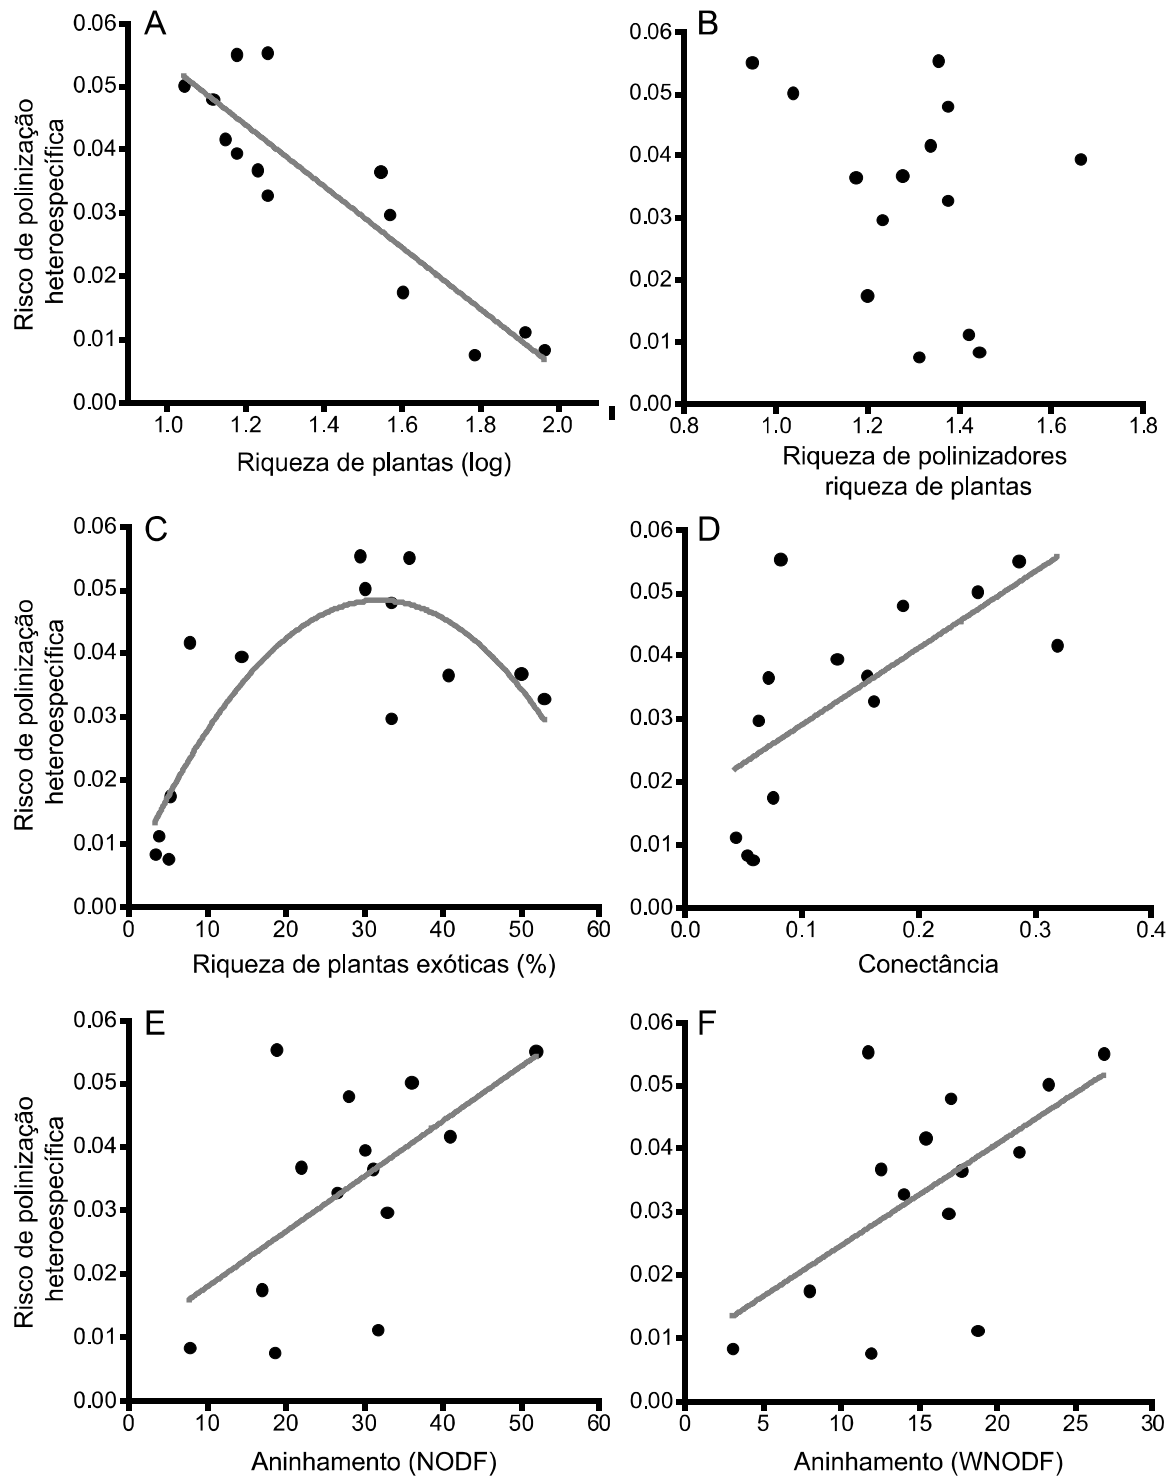 A
0.06
0.05
0.04
0.03
0.02
0.01
0.00
Risco de polinização
heteroespecífica
1.0 1.2 1.4 1.6 1.8 2.0
Riqueza de plantas (log)
B
0.06
0.05
0.04
0.03
0.02
0.01
0.00
0.8 1.0 1.2 1.4 1.6 1.8
Riqueza de polinizadores
riqueza de plantas
C
0.06
0.05
0.04
0.03
0.02
0.01
0.00
Risco de polinização
heteroespecífica
0 10 20 30 40 50 60
Riqueza de plantas exóticas (%)
D
0.06
0.05
0.04
0.03
0.02
0.01
0.00
0.0 0.1 0.2 0.3 0.4
Conectância
E
0.06
0.05
0.04
0.03
0.02
0.01
0.00
Risco de polinização
heteroespecífica
0 10 20 30 40 50 60
Aninhamento (NODF)
F
0.06
0.05
0.04
0.03
0.02
0.01
0.00
0 5 10 15 20 25 30
Aninhamento (WNODF)